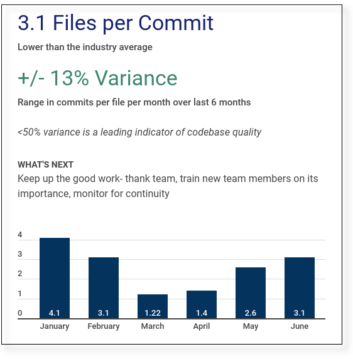 3.1 Files per Commit
Lower than the industry average
+/- 13% Variance
Range in commits per file per month over last 6 months
<50% variance is a leading indicator of codebase quality
WHAT'S NEXT
Keep up the good work- thank team, train new team members on its
importance, monitor for continuity
4
3
2
1
0
4.1 3.1 1.22 1.4 2.6 3.1
January February March April May June